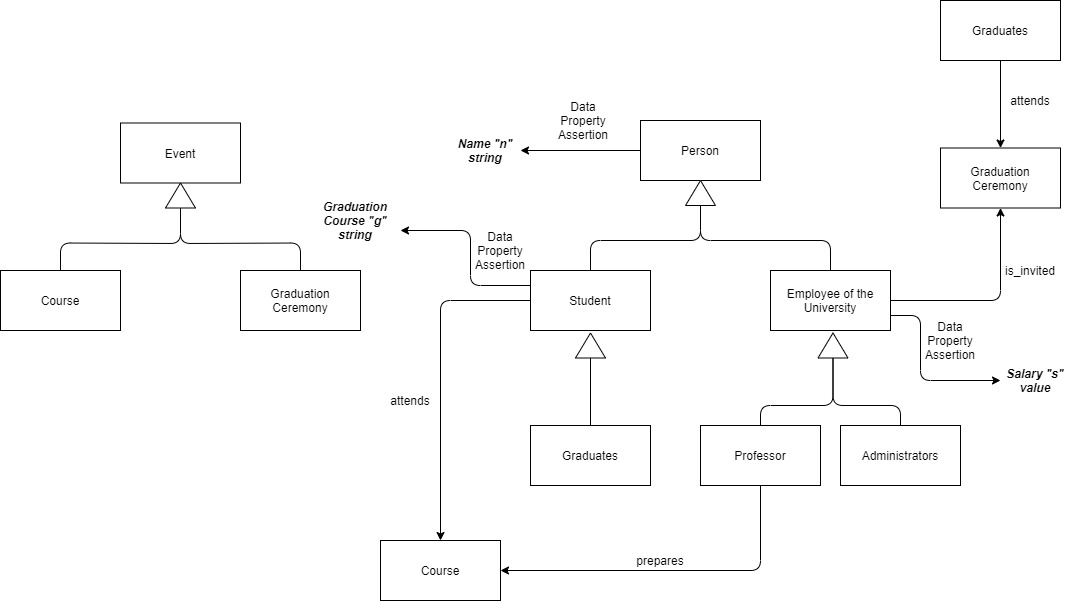 Graduates
attends
Graduation
Ceremony
is_invited
Data
Property
Assertion
Name "n"
string
Person
Event
Graduation
Course "g"
string
Data
Property
Assertion
Course
Graduation
Ceremony
Student
Employee of the
University
Data
Property
Assertion
Salary "s"
value
attends
Graduates
Professor
Administrators
prepares
Course